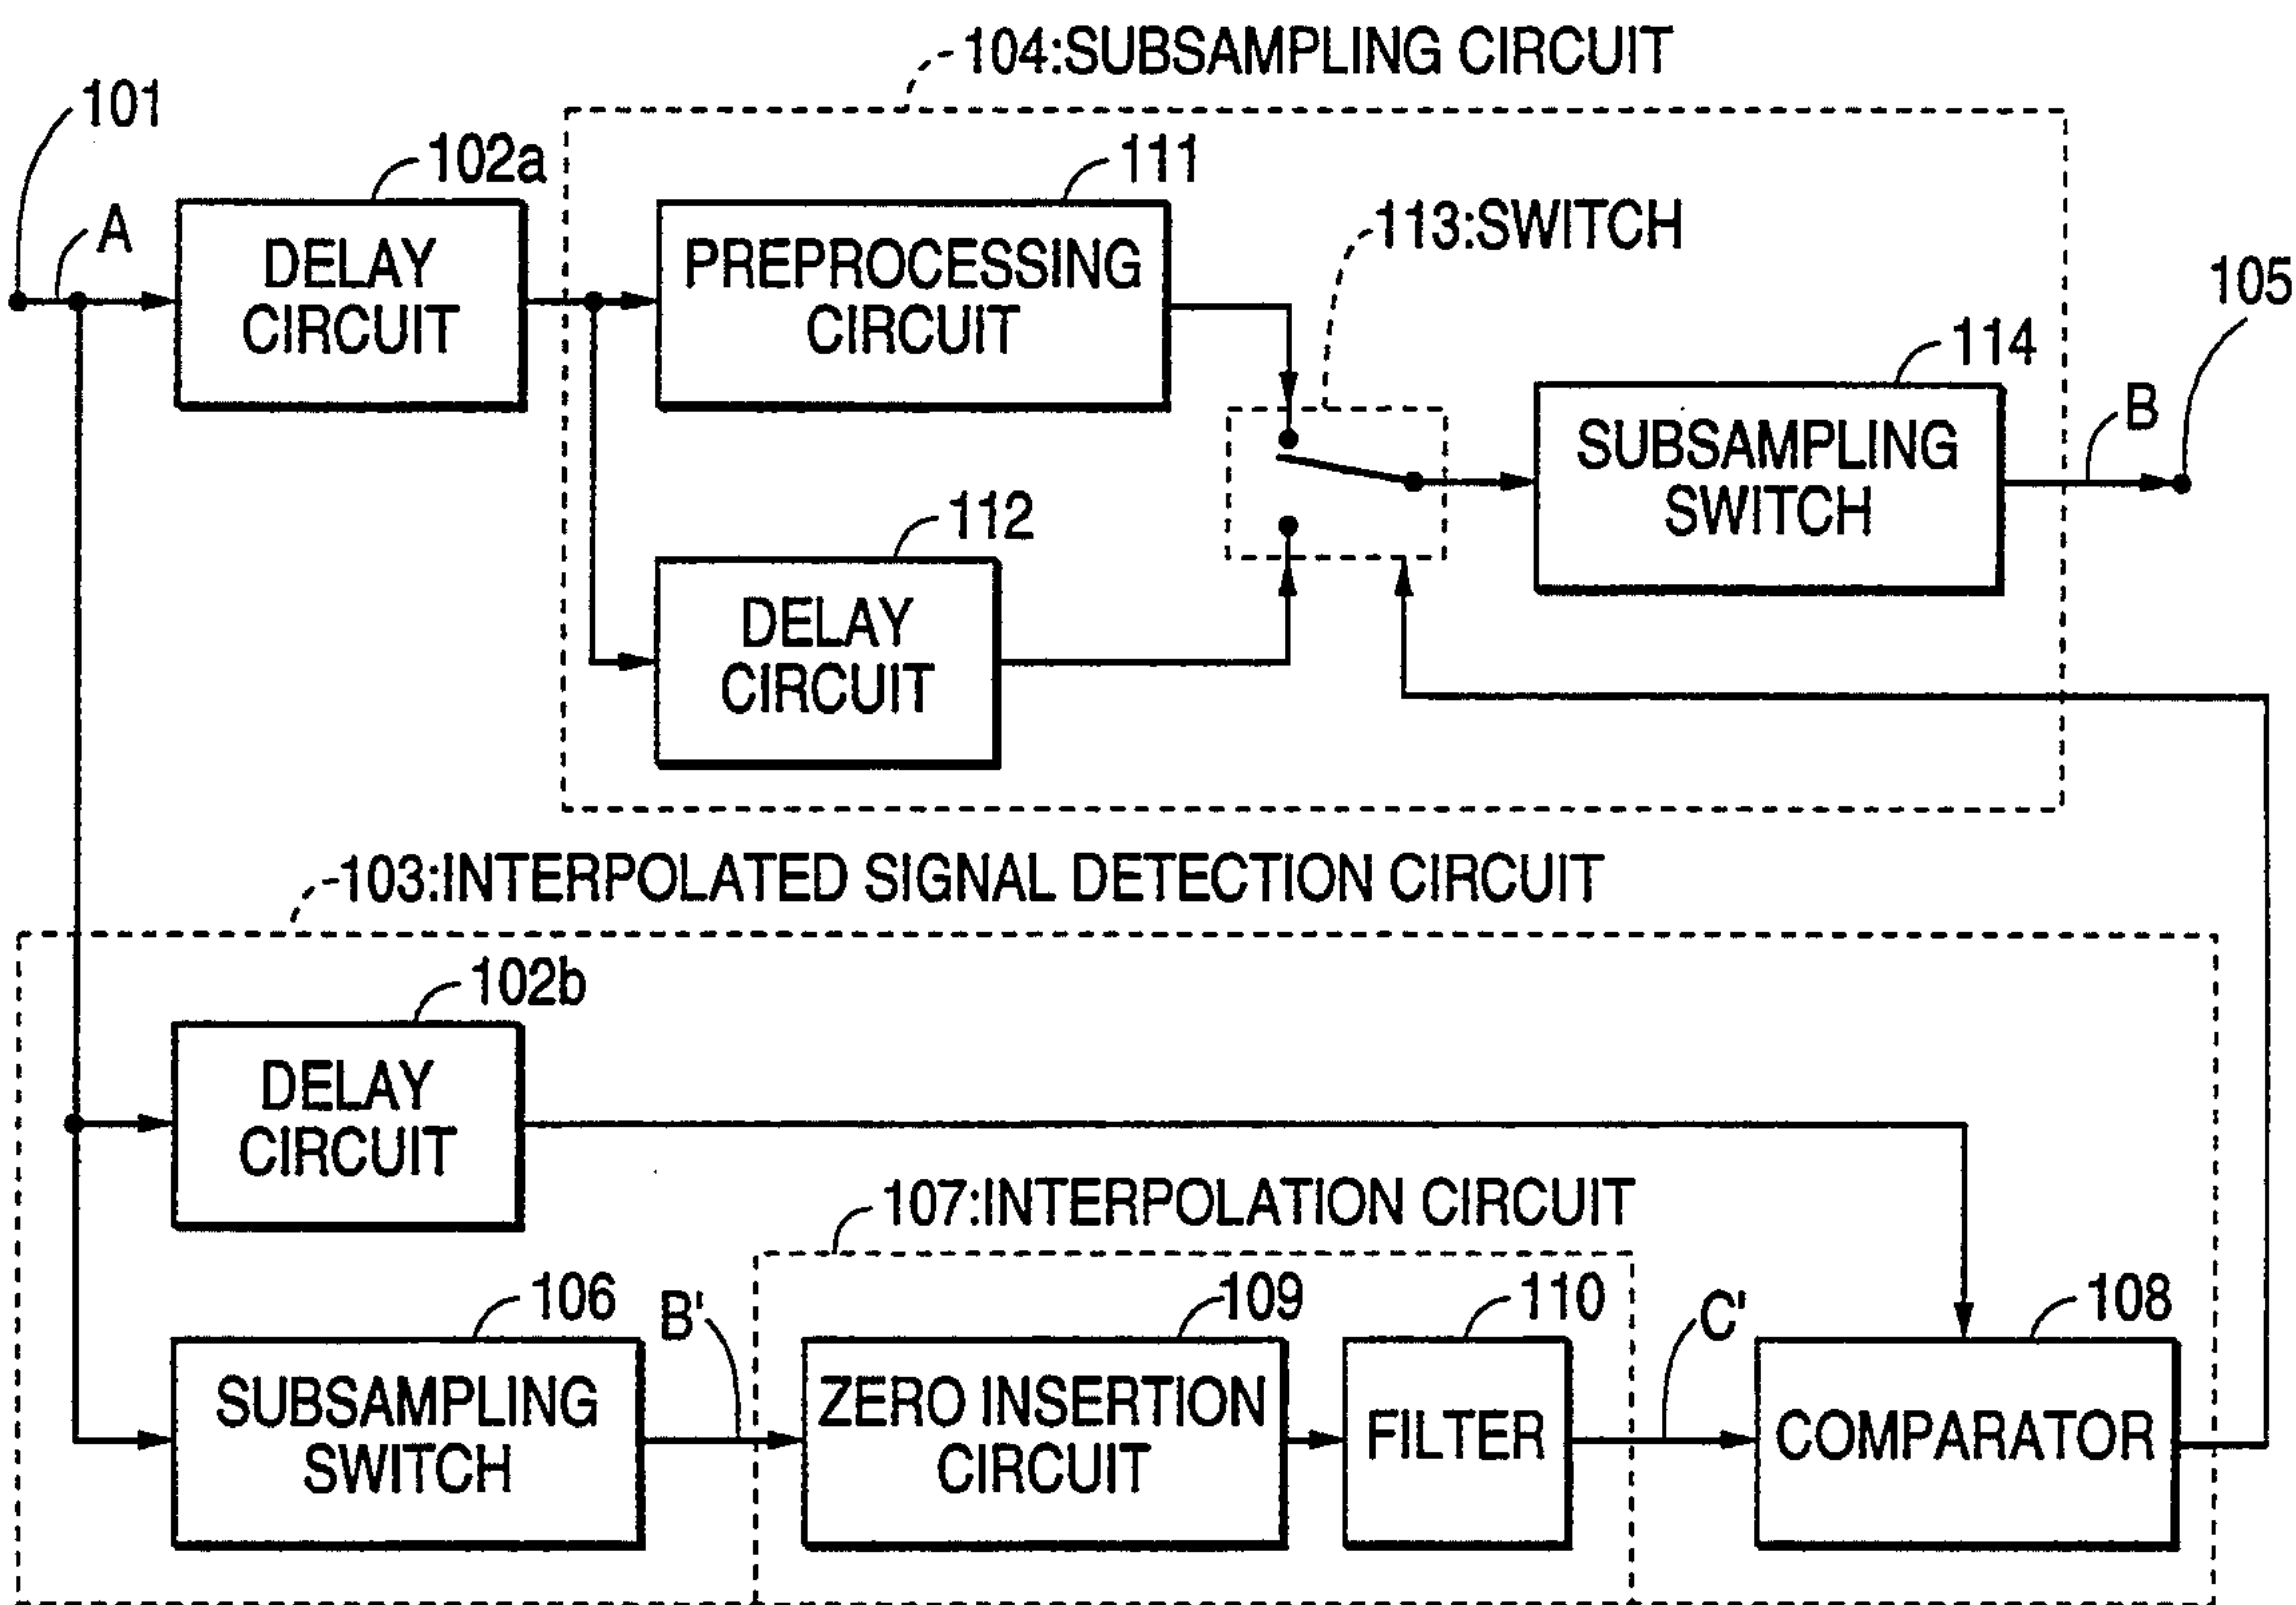 104:SUBSAMPLING CIRCUIT
101
102a
111
A
113:SWITCH
DELAY
CIRCUIT
PREPROCESSING
CIRCUIT
105
114
B
SUBSAMPLING
SWITCH
112
DELAY
CIRCUIT
103:INTERPOLATED SIGNAL DETECTION CIRCUIT
102b
DELAY
CIRCUIT
107:INTERPOLATION CIRCUIT
106
B'
109
110
C'
108
SUBSAMPLING
SWITCH
ZERO INSERTION
CIRCUIT
FILTER
COMPARATOR